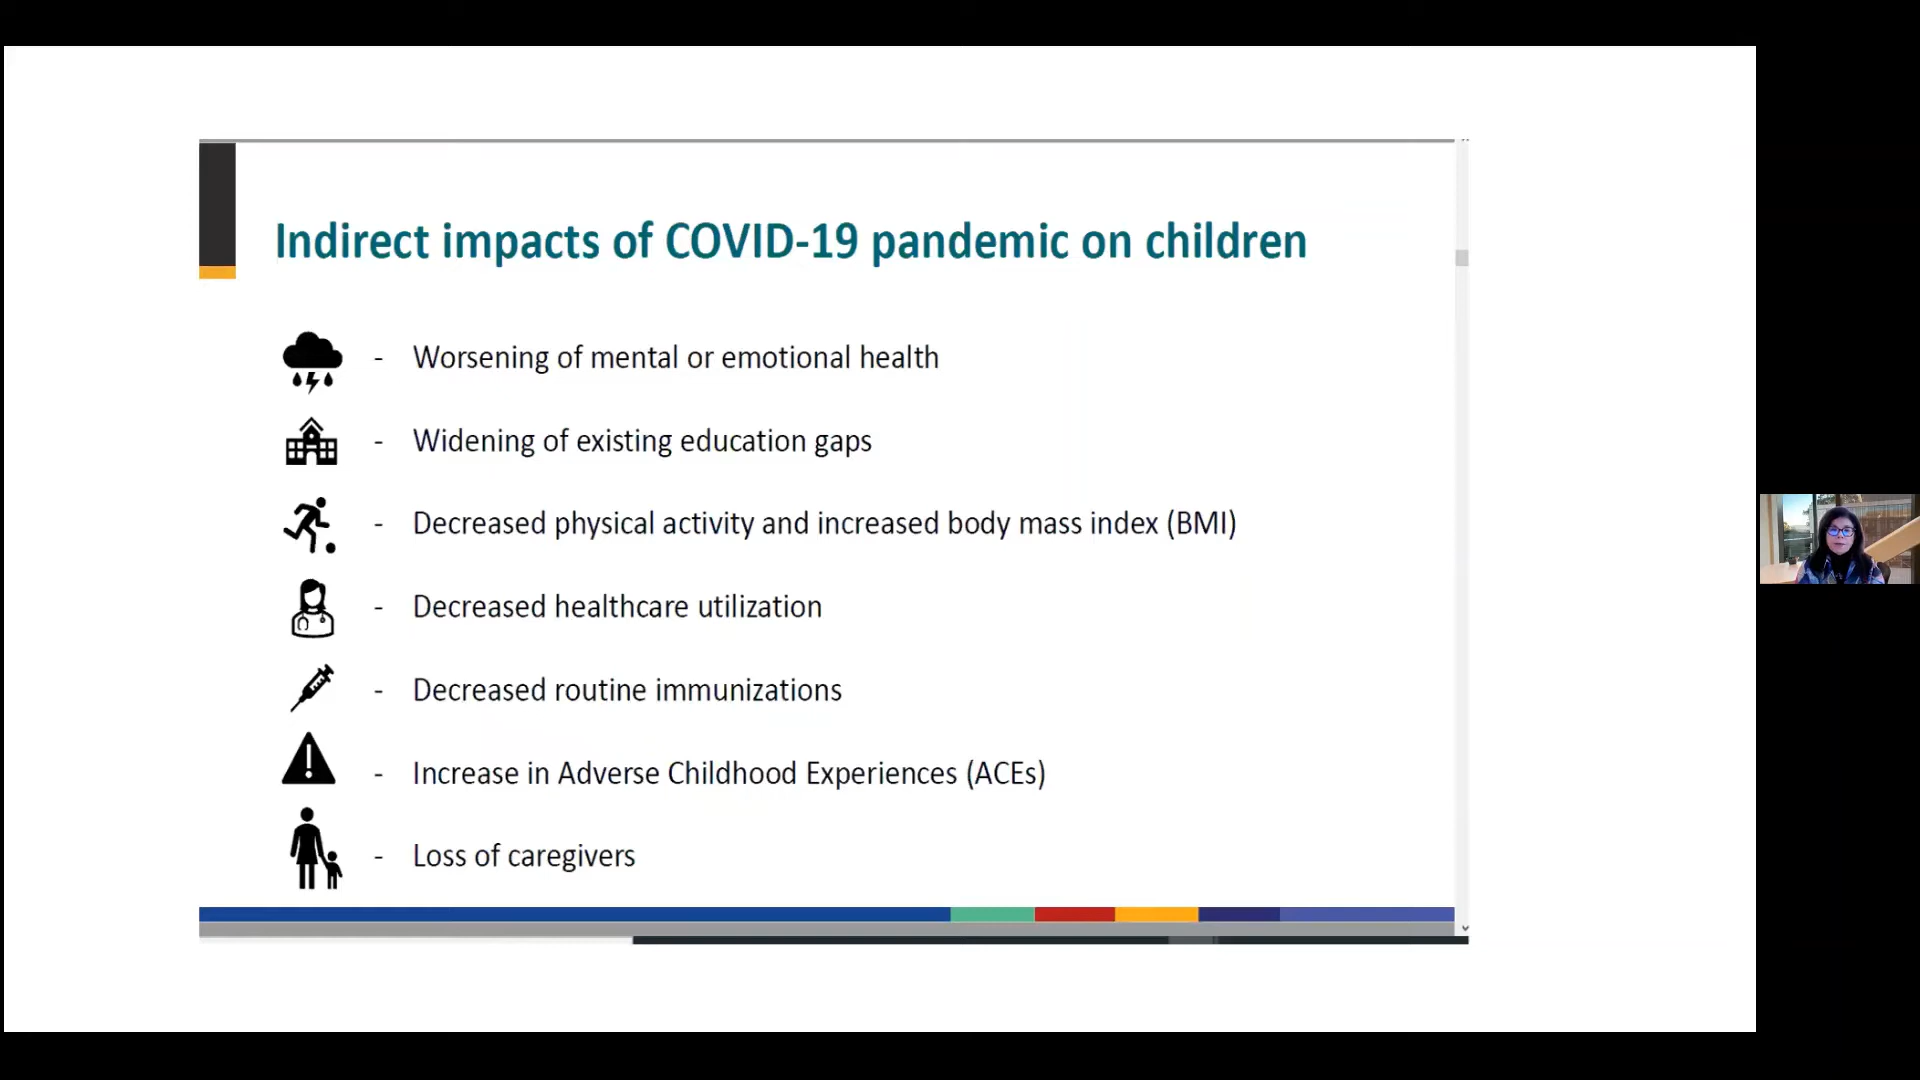 Indirect impacts of COVID-19 pandemic on children
- Worsening of mental or emotional health
- Widening of existing education gaps
- Decreased physical activity and increased body mass index (BMI)
- Decreased healthcare utilization
- Decreased routine immunizations
- Increase in Adverse Childhood Experiences (ACEs)
- Loss of caregivers